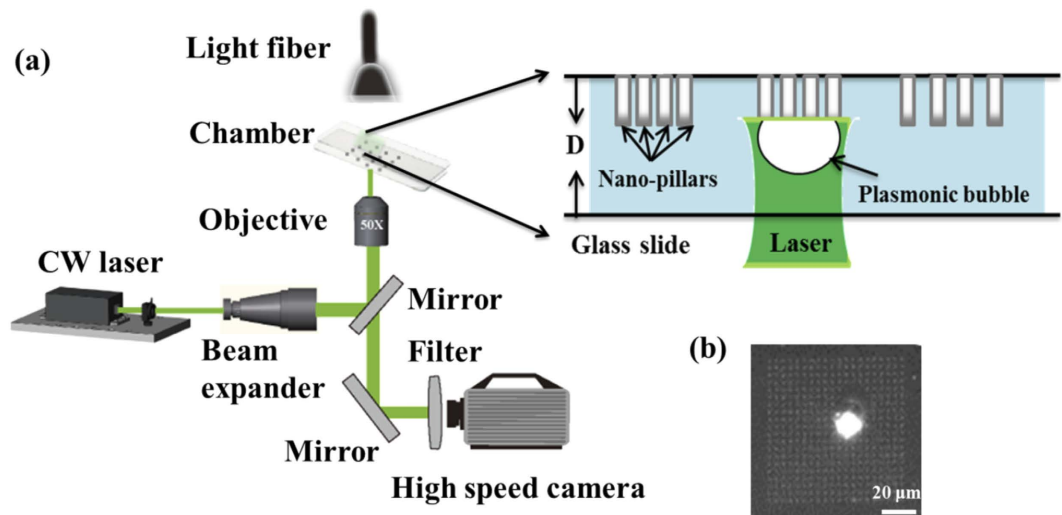 (a)
Light fiber
Chamber
Objective
50X
CW laser
Beam
expander
Mirror
Filter
Mirror
High speed camera
D
Nano-pillars
Plasmonic bubble
Glass slide
Laser
(b)
20 μm